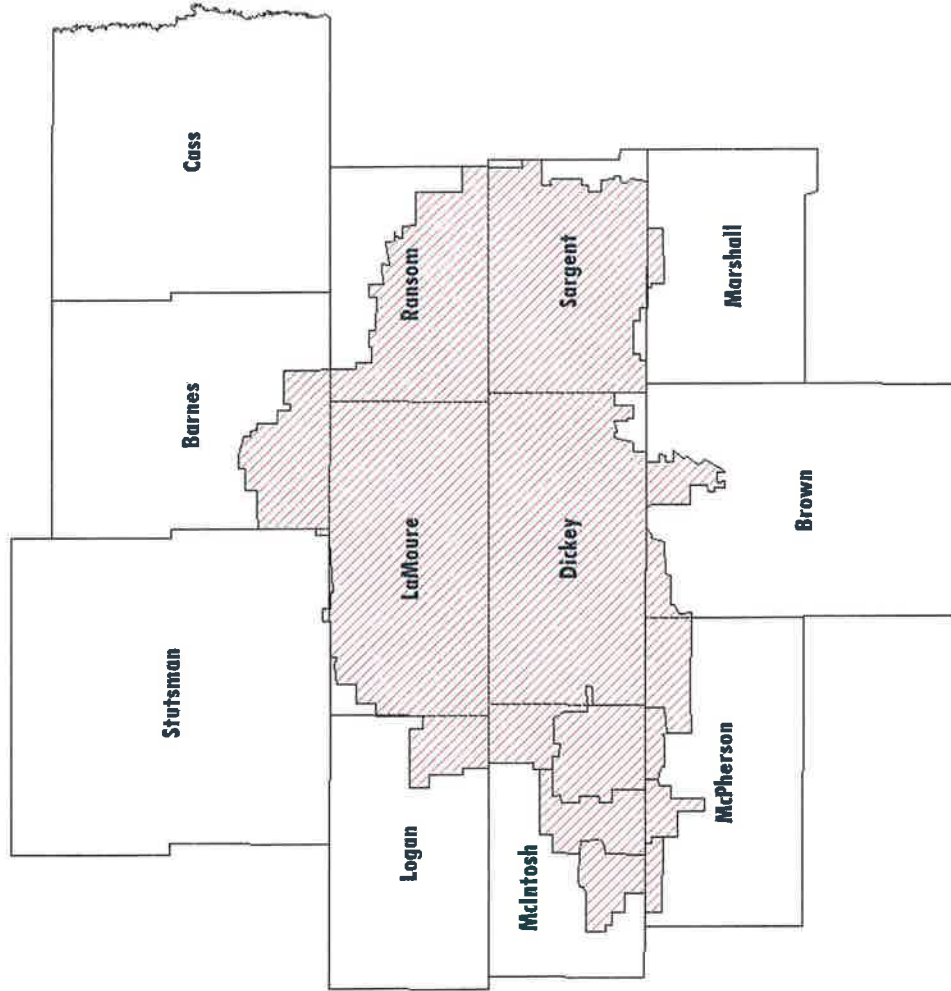 Cass
Barnes
Stutsman
Ransom
LaMoure
Logan
Sargent
Dickey
McIntosh
Marshall
Brown
McPherson